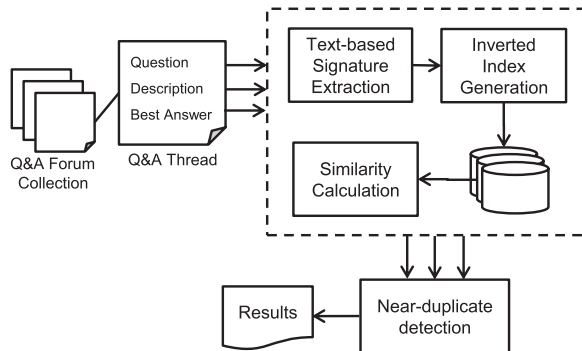 Question
Description
Best Answer
Q&A Forum
Collection
Q&A Thread
Text-based
Signature
Extraction
Inverted
Index
Generation
Similarity
Calculation
Results
Near-duplicate
detection